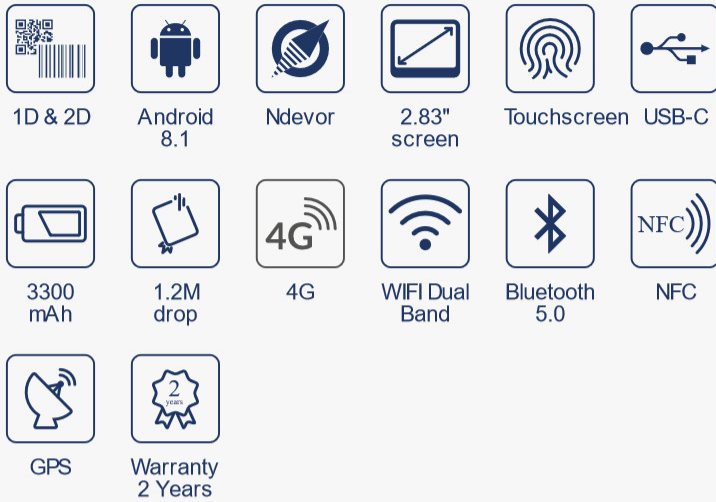 1D & 2D
Android
8.1
Ndevor
2.83"
screen
Touchscreen
USB-C
3300
mAh
1.2M
drop
4G
4G
WIFI Dual
Band
Bluetooth
5.0
NFC
NFC
GPS
2
years
Warranty
2 Years